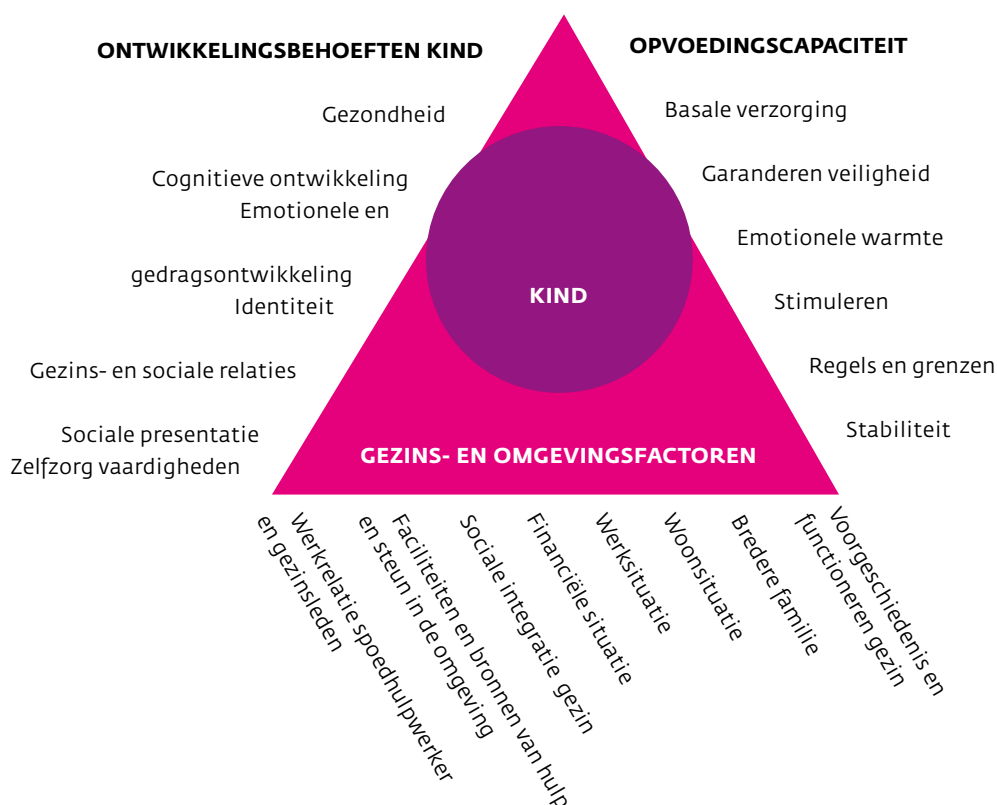 ONTWIKKELINGSBEHOEFTEN KIND
Gezondheid
Cognitieve ontwikkeling
Emotionele en
gedragsontwikkeling
Identiteit
Gezins- en sociale relaties
Sociale presentatie
Zelfzorg vaardigheden
OPVOEDINGSCAPACITEIT
Basale verzorging
Garanderen veiligheid
Emotionele warmte
Stimuleren
Regels en grenzen
Stabiliteit
KIND
GEZINS- EN OMGEVINGSFACTOREN
Werkrelatie spoedhulpwerker
en gezinsleden
Faciliteiten en bronnen van hulp
en steun in de omgeving
Sociale integratie gezin
Financiële situatie
Werksituatie
Woonsituatie
Bredere familie
Voorgeschiedenis en
functioneren gezin